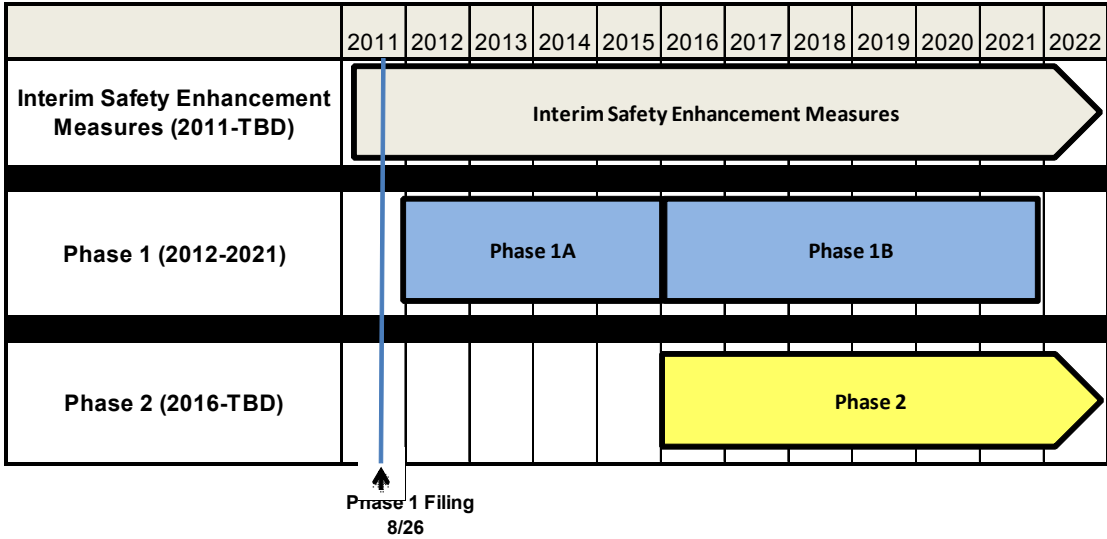 2011 2012 2013 2014 2015 2016 2017 2018 2019 2020 2021 2022
Interim Safety Enhancement
Measures (2011-TBD)
Interim Safety Enhancement Measures
Phase 1 (2012-2021)
Phase 1A
Phase 1B
Phase 2 (2016-TBD)
Phase 2
Phase 1 Filing
8/26